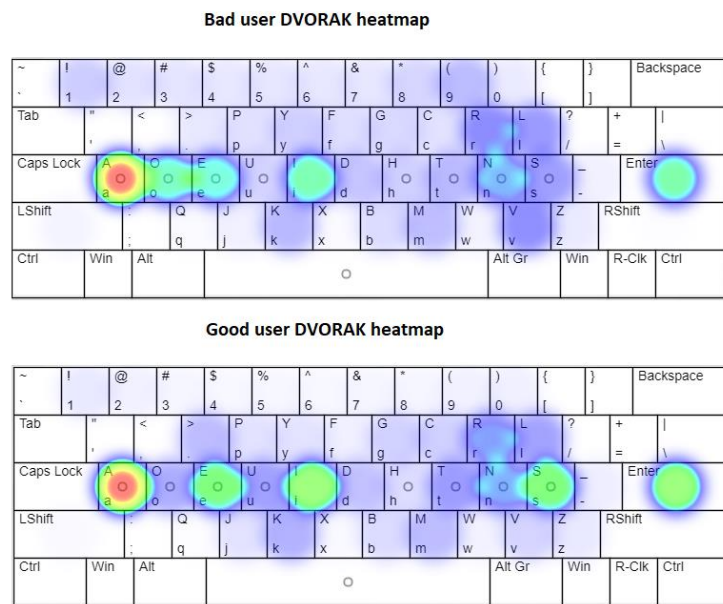 Bad user DVORAK heatmap
~ ! @ # $ % ^ & * ( ) { } Backspace
` 1 2 3 4 5 6 7 8 9 0 [ ]
Tab " < > P Y F G C R L ? + |
' , . p y f g c r l / = \
Caps Lock A O E U I D H T N S _ Enter
a o e u i d h t n s -
LShift : Q J K X B M W V Z RShift
; q j k x b m w v z
Ctrl Win Alt Alt Gr Win R-Clk Ctrl
Good user DVORAK heatmap
~ ! @ # $ % ^ & * ( ) { } Backspace
` 1 2 3 4 5 6 7 8 9 0 [ ]
Tab " < > P Y F G C R L ? + |
' , . p y f g c r l / = \
Caps Lock A O E U I D H T N S _ Enter
a o e u i d h t n s -
LShift : Q J K X B M W V Z RShift
; q j k x b m w v z
Ctrl Win Alt Alt Gr Win R-Clk Ctrl